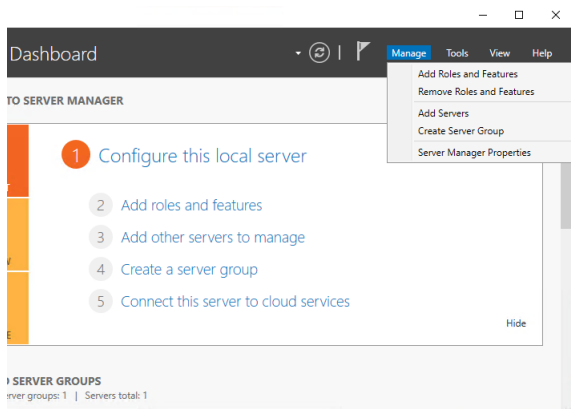 Dashboard
Manage Tools View Help
Add Roles and Features
Remove Roles and Features
Add Servers
Create Server Group
Server Manager Properties
TO SERVER MANAGER
1 Configure this local server
2 Add roles and features
3 Add other servers to manage
4 Create a server group
5 Connect this server to cloud services
Hide
SERVER GROUPS
groups: 1 | Servers total: 1